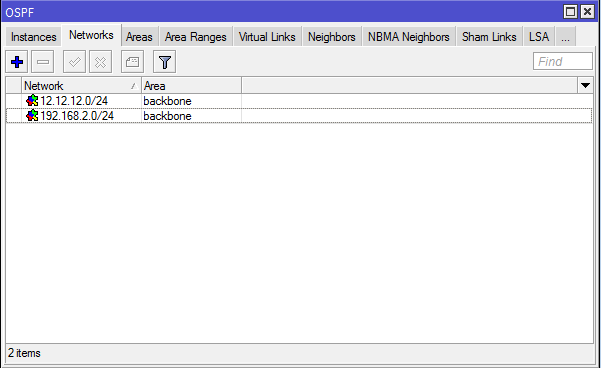 OSPF
Instances Networks Areas Area Ranges Virtual Links Neighbors NBMA Neighbors Sham Links LSA ...
Find
Network Area
12.12.12.0/24 backbone
192.168.2.0/24 backbone
2 items